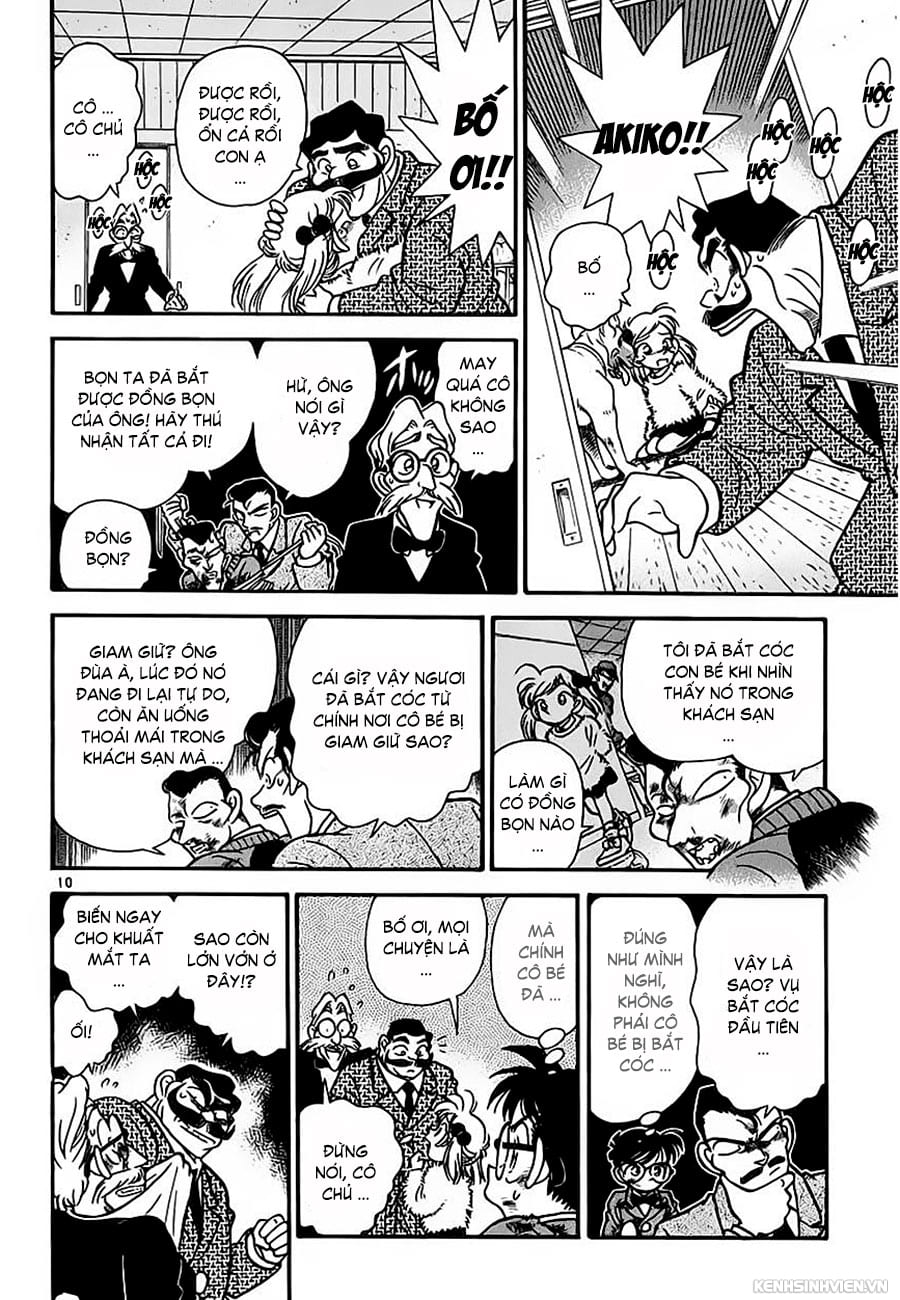 AKIKO!!
HỘC
HỘC
HỘC
HỘC
HỘC
HỘC
HỘC
BỐ
...
BỐ
ƠI!!
ĐƯỢC RỒI,
ỔN CẢ RỒI
CON Ạ
...
CÔ ...
CÔ CHỦ
...
HỘC
HỘC
HỘC
MAY
QUÁ CÔ
KHÔNG
SAO
...
オッ
HỬ, ÔNG
NÓI GÌ
VẬY?
BỌN TA ĐÃ BẮT
ĐƯỢC ĐỒNG BỌN
CỦA ÔNG! HÃY THÚ
NHẬN TẤT CẢ ĐI!
ĐỒNG
BỌN?
TÔI ĐÃ BẮT CÓC
CON BÉ KHI NHÌN
THẤY NÓ TRONG
KHÁCH SẠN
...
LÀM GÌ
CÓ ĐỒNG
BỌN NÀO
...
CÁI GÌ? VẬY NGƯƠI
ĐÃ BẮT CÓC TỪ
CHÍNH NƠI CÔ BÉ BỊ
GIAM GIỮ SAO?
GIAM GIỮ? ÔNG
ĐÙA À, LÚC ĐÓ NÓ
ĐANG ĐI LẠI TỰ DO,
CÒN ĂN UỐNG
THOẢI MÁI TRONG
KHÁCH SẠN MÀ ...
10
VẬY LÀ
SAO? VỤ
BẮT CÓC
ĐẦU TIÊN
...
ĐÚNG
NHƯ MÌNH
NGHĨ,
KHÔNG
PHẢI CÔ
BÉ BỊ BẮT
CÓC ...
MÀ
CHÍNH
CÔ BÉ
ĐÃ ...
BỐ ƠI, MỌI
CHUYỆN LÀ
...
ĐỪNG
NÓI, CÔ
CHỦ ...
SAO CÒN
LỚN VỚN Ở
ĐÂY!?
BIẾN NGAY
CHO KHUẤT
MẮT TA ...
ỐI!
KENHSINHVIEN.VN